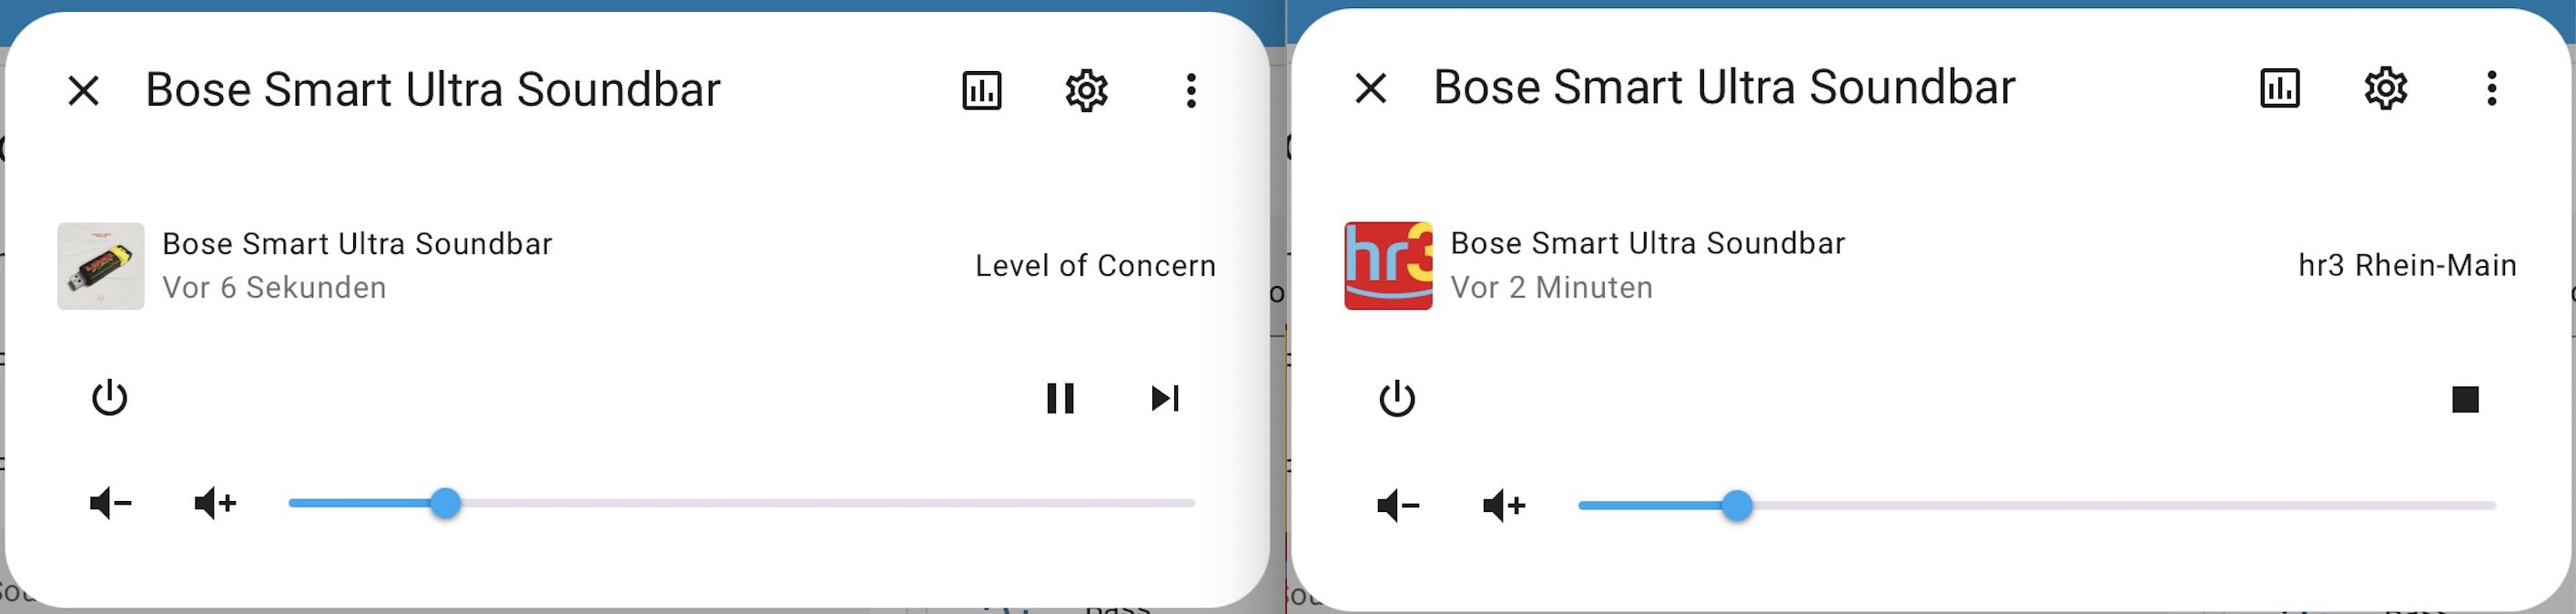 Bose Smart Ultra Soundbar
Bose Smart Ultra Soundbar
Vor 6 Sekunden
Level of Concern
Bose Smart Ultra Soundbar
hr3
Bose Smart Ultra Soundbar
Vor 2 Minuten
hr3 Rhein-Main